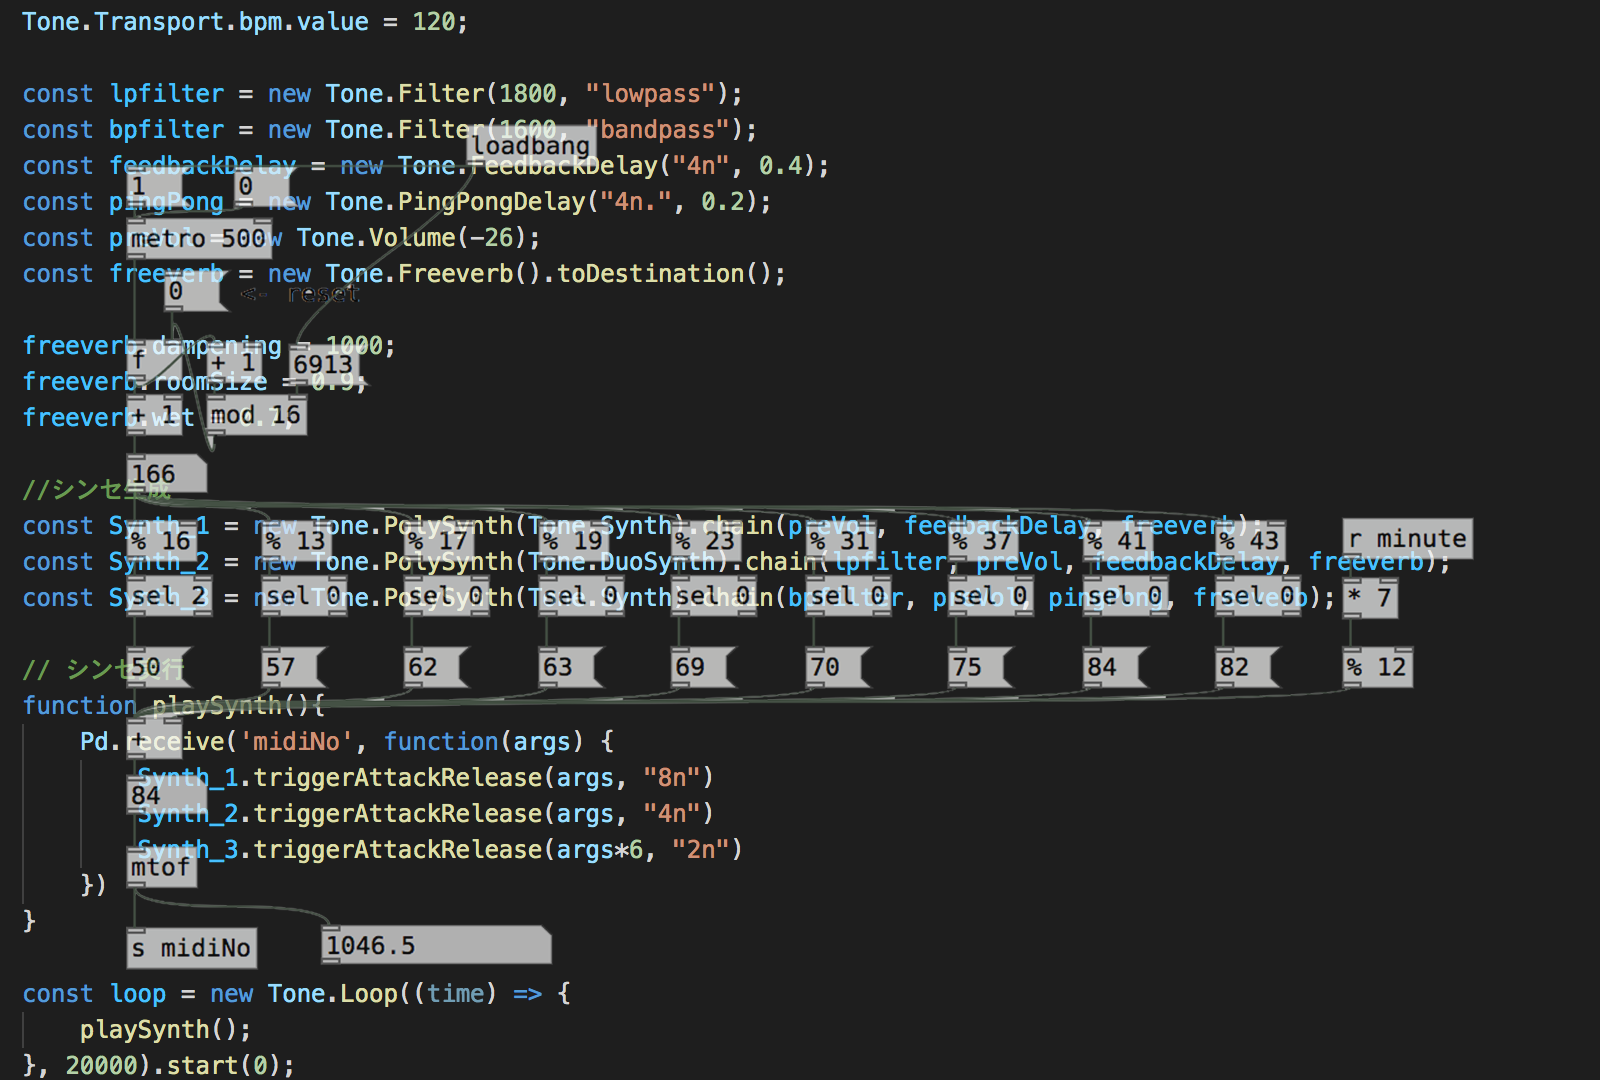 Tone.Transport.bpm.value = 120;
const lpfilter = new Tone.Filter(1800, "lowpass");
const bpfilter = new Tone.Filter(1600, "bandpass");
loadbang
const feedbackDelay = new Tone.FeedbackDelay("4n", 0.4);
1 0
const pingPong = new Tone.PingPongDelay("4n.", 0.2);
const preVol = new Tone.Volume(-26);
metro 500
const freeverb = new Tone.Freeverb().toDestination();
0 <- reset
freeverb.dampening = 1000;
f + 1 6913
freeverb.roomSize = 0.9;
freeverb.wet = 0.7;
+ 1 mod 16
166
//シンセ生成
const Synth_1 = new Tone.PolySynth(Tone.Synth).chain(preVol, feedbackDelay, freeverb);
% 16 % 13 % 17 % 19 % 23 % 31 % 37 % 41 % 43 r minute
const Synth_2 = new Tone.PolySynth(Tone.DuoSynth).chain(lpfilter, preVol, feedbackDelay, freeverb);
const Synth_3 = new Tone.PolySynth(Tone.Synth).chain(bpfilter, preVol, pingPong, freeverb);
sel 2 sel 0 sel 0 sel 0 sel 0 sel 0 sel 0 sel 0 sel 0 * 7
// シンセ実行
50 57 62 63 69 70 75 84 82 % 12
function playSynth(){
Pd.receive('midiNo', function(args) {
+
Synth_1.triggerAttackRelease(args, "8n")
84
Synth_2.triggerAttackRelease(args, "4n")
Synth_3.triggerAttackRelease(args*6, "2n")
mtof
})
}
s midiNo 1046.5
const loop = new Tone.Loop((time) => {
playSynth();
}, 20000).start(0);